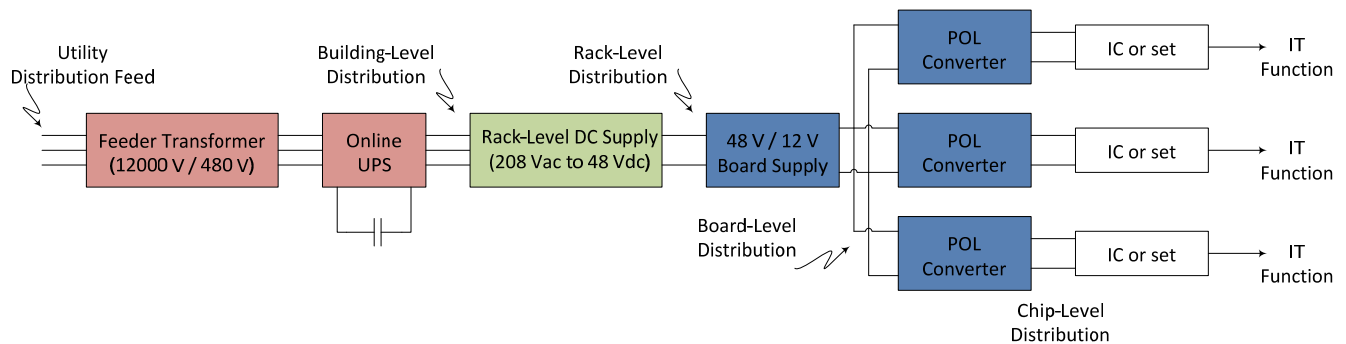 Utility
Distribution Feed
Feeder Transformer
(12000 V / 480 V)
Online
UPS
Building-Level
Distribution
Rack-Level DC Supply
(208 Vac to 48 Vdc)
Rack-Level
Distribution
48 V / 12 V
Board Supply
Board-Level
Distribution
POL
Converter
IC or set
IT
Function
POL
Converter
IC or set
IT
Function
POL
Converter
IC or set
IT
Function
Chip-Level
Distribution